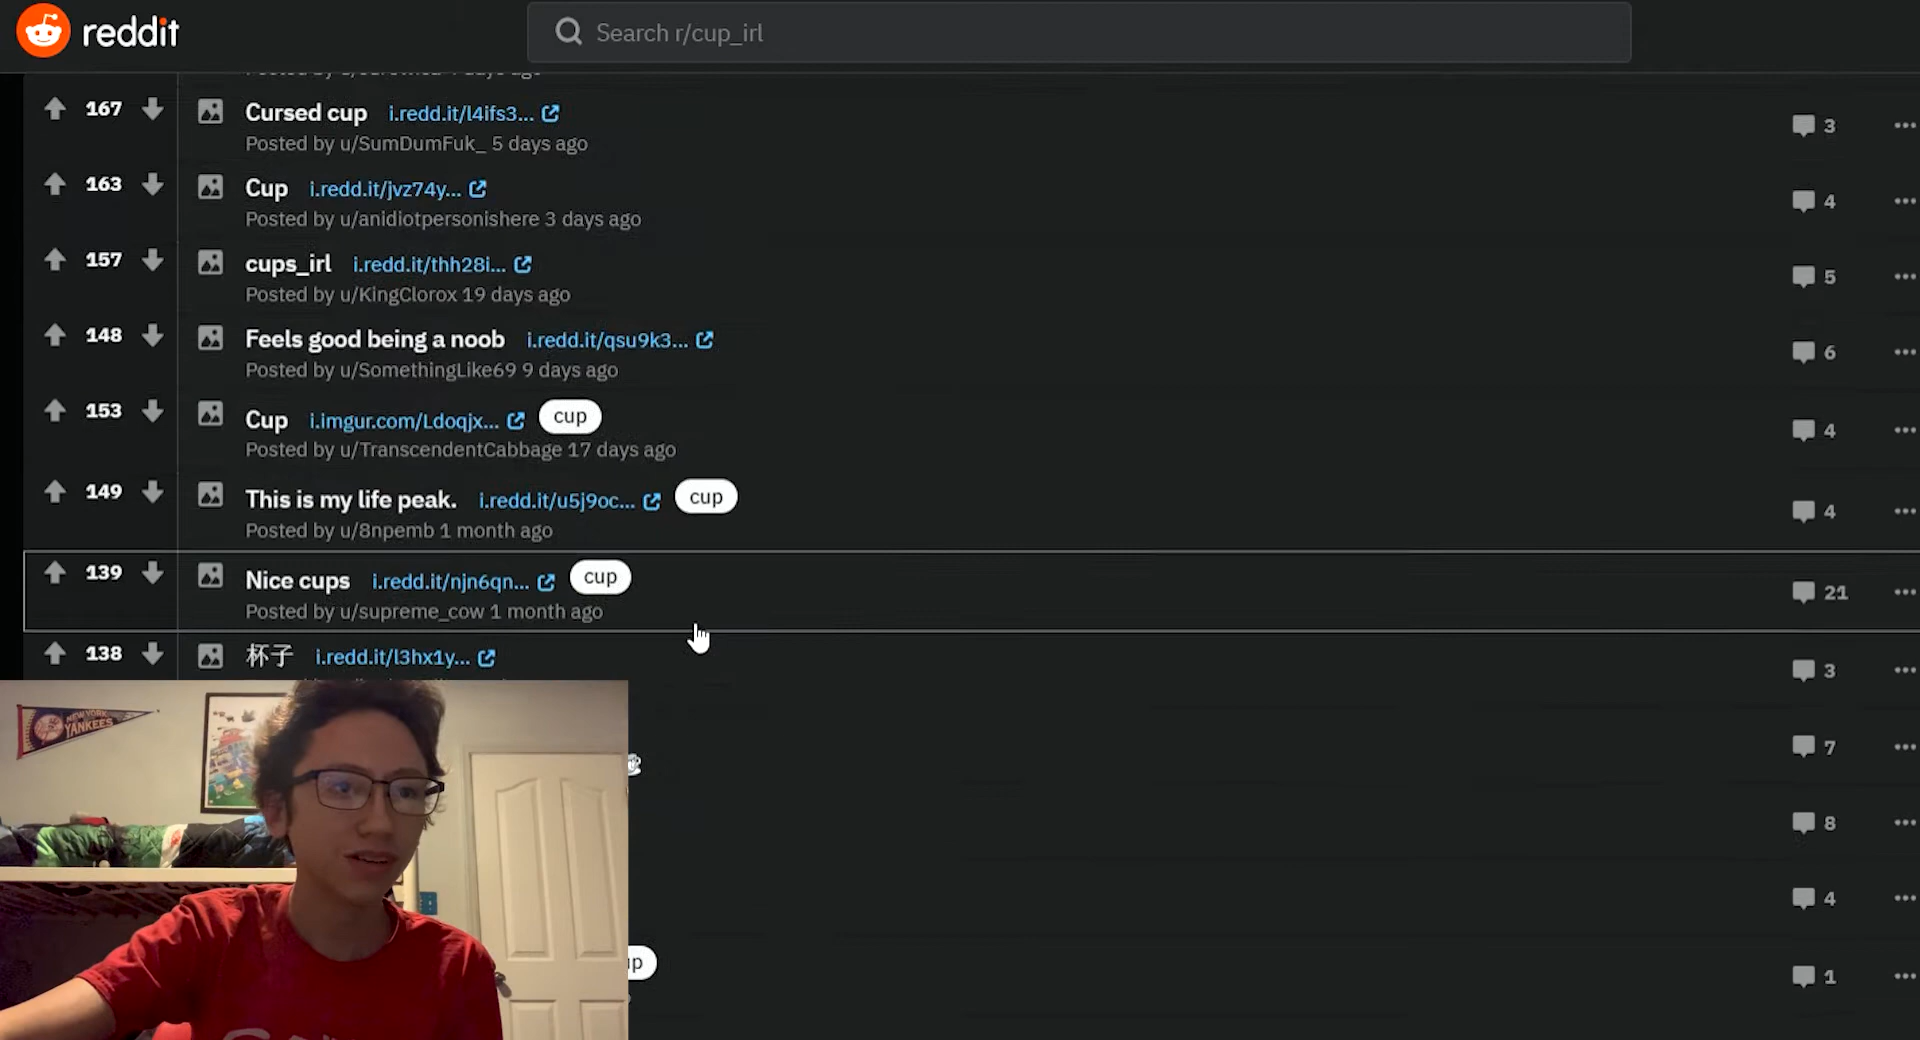 reddit
Search r/cup_irl
167 Cursed cup i.redd.it/l4ifs3... 3
Posted by u/SumDumFuk_ 5 days ago
163 Cup i.redd.it/jvz74y... 4
Posted by u/anidiotpersonishere 3 days ago
157 cups_irl i.redd.it/thh28i... 5
Posted by u/KingClorox 19 days ago
148 Feels good being a noob i.redd.it/qsu9k3... 6
Posted by u/SomethingLike69 9 days ago
153 Cup i.imgur.com/Ldoqjx... cup 4
Posted by u/TranscendentCabbage 17 days ago
149 This is my life peak. i.redd.it/u5j9oc... cup 4
Posted by u/8npemb 1 month ago
139 Nice cups i.redd.it/njn6qn... cup 21
Posted by u/supreme_cow 1 month ago
138 杯子 i.redd.it/l3hx1y... 3
NEW YORK
YANKEES
7
8
4
1